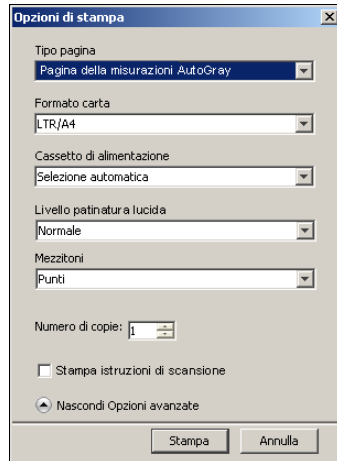 Opzioni di stampa
Tipo pagina
Pagina della misurazioni AutoGray
Formato carta
LTR/A4
Cassetto di alimentazione
Selezione automatica
Livello patinatura lucida
Normale
Mezzitoni
Punti
Numero di copie: 1
Stampa istruzioni di scansione
Nascondi Opzioni avanzate
Stampa Annulla